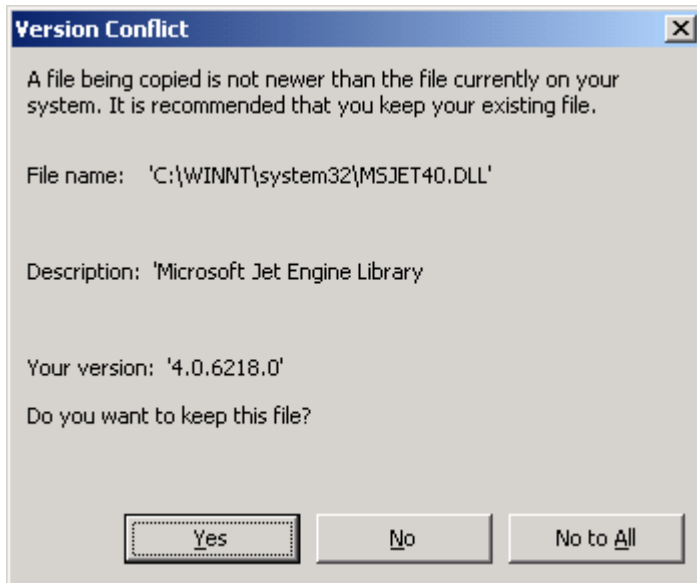 Version Conflict
A file being copied is not newer than the file currently on your
system. It is recommended that you keep your existing file.
File name: 'C:\WINNT\system32\MSJET40.DLL'
Description: 'Microsoft Jet Engine Library
Your version: '4.0.6218.0'
Do you want to keep this file?
Yes No No to All